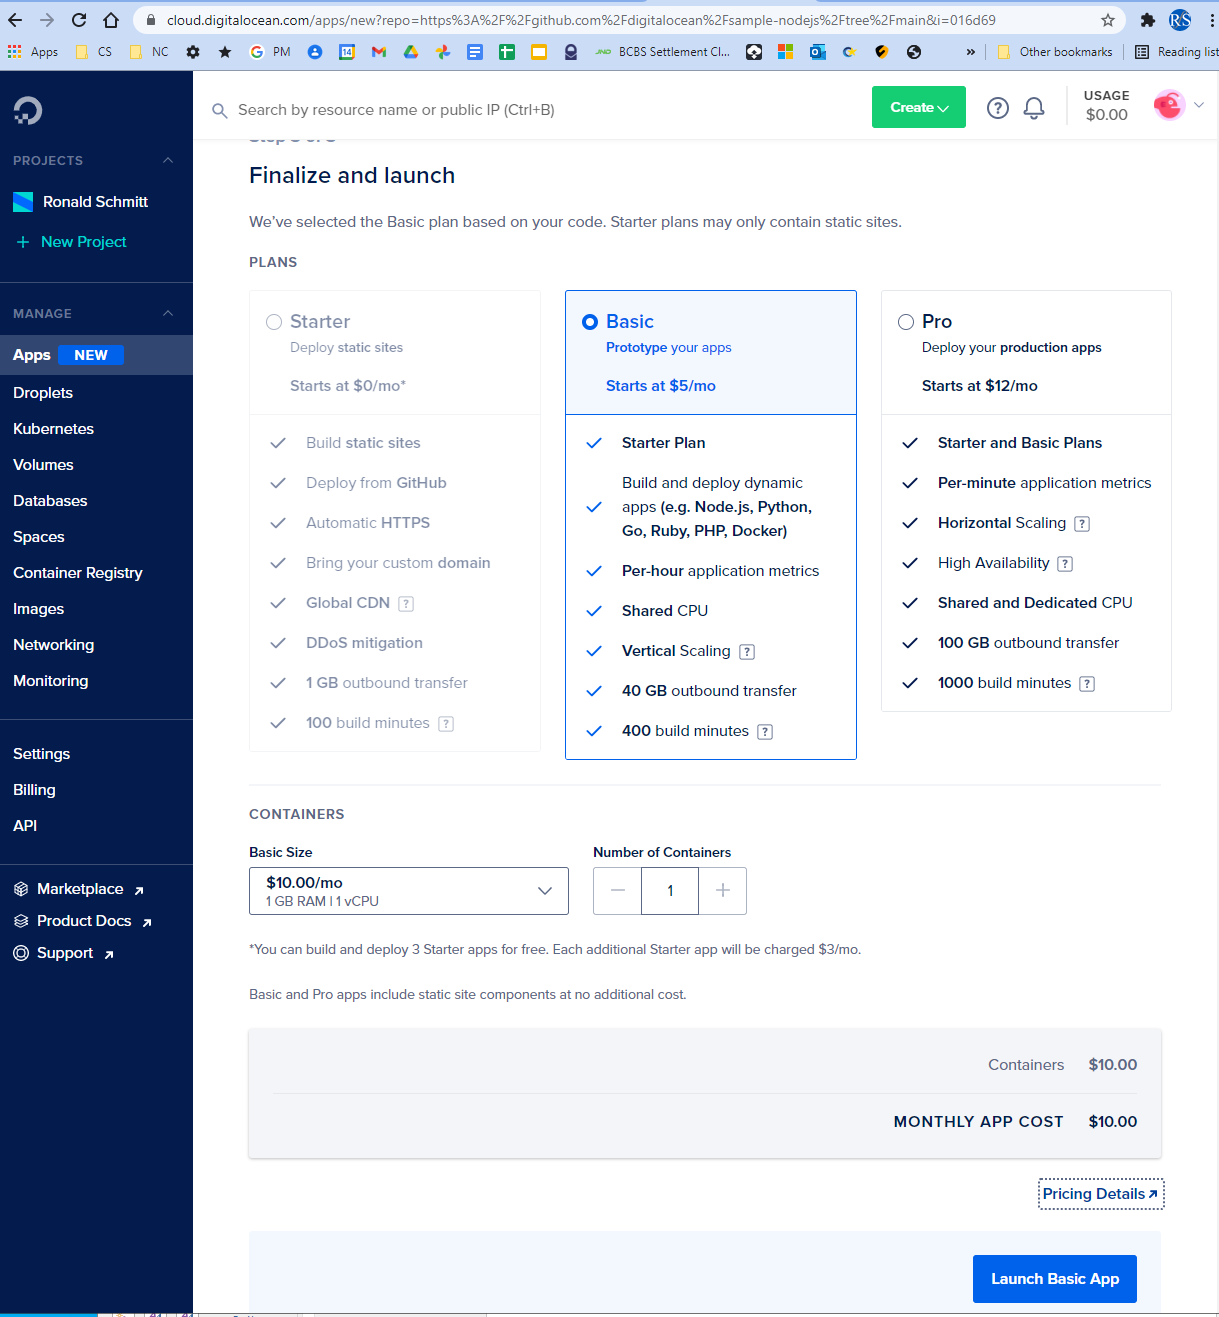 cloud.digitalocean.com/apps/new?repo=https%3A%2F%2Fgithub.com%2Fdigitalocean%2Fsample-nodejs%2Ftree%2Fmain&i=016d69
RS
Apps
CS
NC
PM
14
BCBS Settlement Cl...
»
Other bookmarks
Reading list
Search by resource name or public IP (Ctrl+B)
Create
USAGE
$0.00
PROJECTS
Ronald Schmitt
+ New Project
MANAGE
Apps NEW
Droplets
Kubernetes
Volumes
Databases
Spaces
Container Registry
Images
Networking
Monitoring
Settings
Billing
API
Marketplace
Product Docs
Support
Finalize and launch
We've selected the Basic plan based on your code. Starter plans may only contain static sites.
PLANS
Starter
Deploy static sites
Starts at $0/mo*
Build static sites
Deploy from GitHub
Automatic HTTPS
Bring your custom domain
Global CDN ?
DDoS mitigation
1 GB outbound transfer
100 build minutes ?
Basic
Prototype your apps
Starts at $5/mo
Starter Plan
Build and deploy dynamic
apps (e.g. Node.js, Python,
Go, Ruby, PHP, Docker)
Per-hour application metrics
Shared CPU
Vertical Scaling ?
40 GB outbound transfer
400 build minutes ?
Pro
Deploy your production apps
Starts at $12/mo
Starter and Basic Plans
Per-minute application metrics
Horizontal Scaling ?
High Availability ?
Shared and Dedicated CPU
100 GB outbound transfer
1000 build minutes ?
CONTAINERS
Basic Size
$10.00/mo
1 GB RAM | 1 vCPU
Number of Containers
— 1 +
*You can build and deploy 3 Starter apps for free. Each additional Starter app will be charged $3/mo.
Basic and Pro apps include static site components at no additional cost.
Containers $10.00
MONTHLY APP COST $10.00
Pricing Details
Launch Basic App